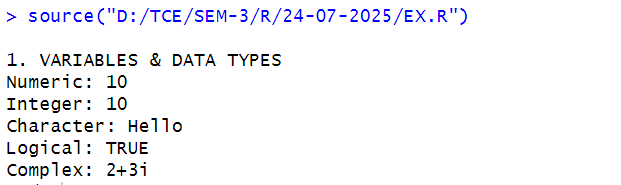 > source("D:/TCE/SEM-3/R/24-07-2025/EX.R")
1. VARIABLES & DATA TYPES
Numeric: 10
Integer: 10
Character: Hello
Logical: TRUE
Complex: 2+3i